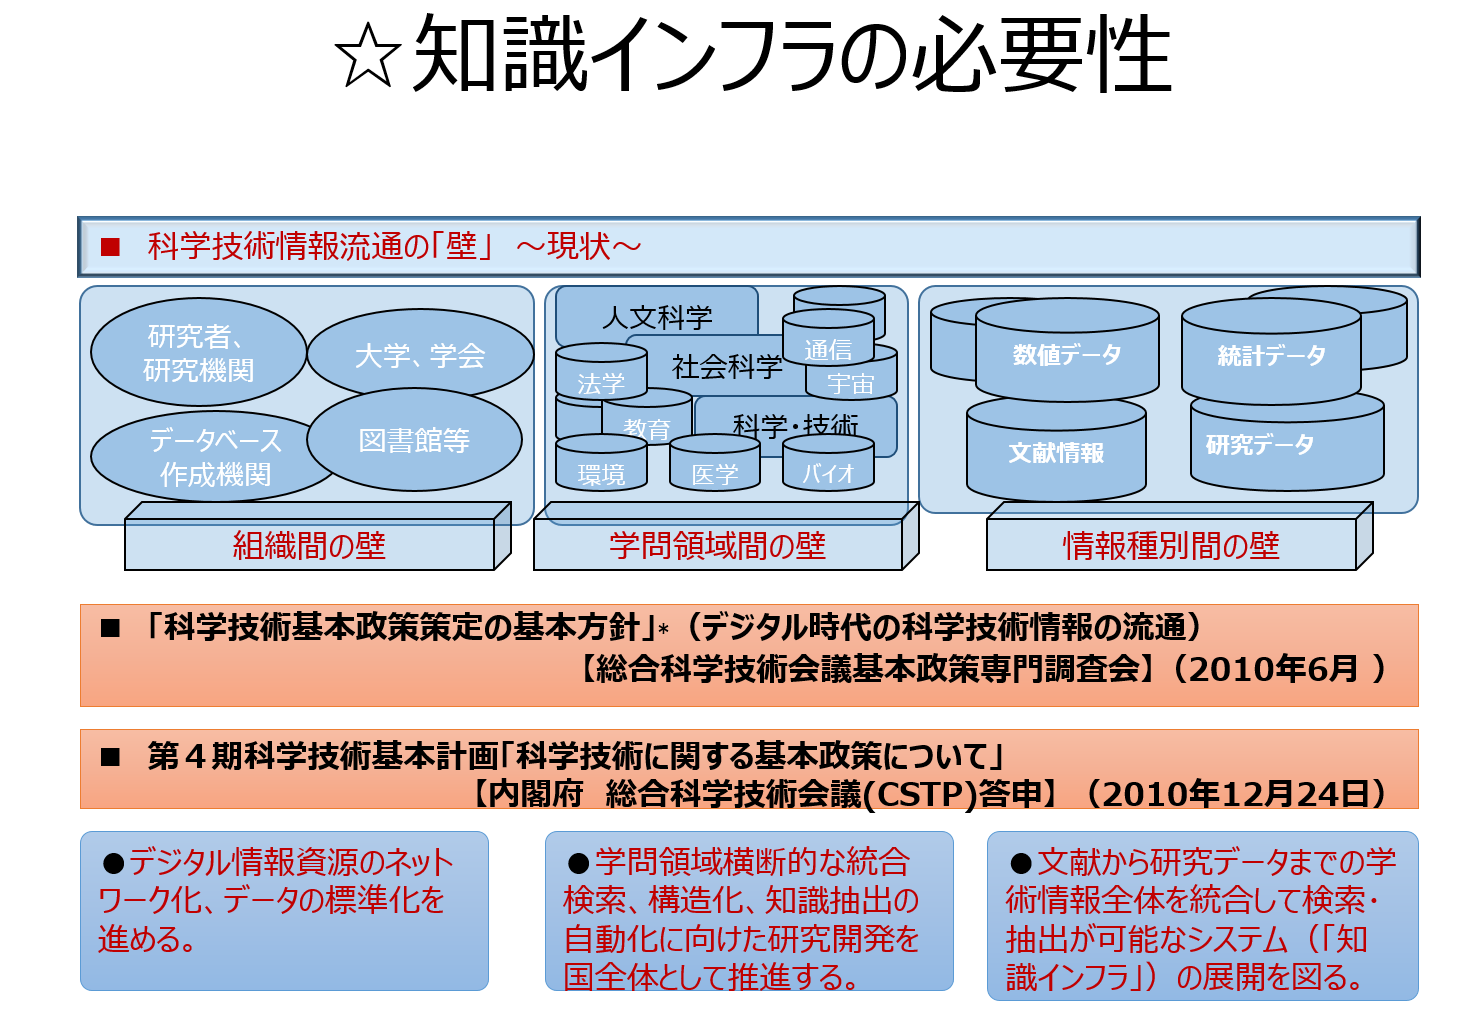 ☆知識インフラの必要性
■ 科学技術情報流通の「壁」 ～現状～
研究者、
研究機関
大学、学会
データベース
作成機関
図書館等
組織間の壁
人文科学
社会科学
科学・技術
通信
宇宙
法学
教育
環境
医学
バイオ
学問領域間の壁
数値データ
統計データ
文献情報
研究データ
情報種別間の壁
■ 「科学技術基本政策策定の基本方針」*（デジタル時代の科学技術情報の流通）
【総合科学技術会議基本政策専門調査会】（2010年6月 ）
■ 第４期科学技術基本計画「科学技術に関する基本政策について」
【内閣府 総合科学技術会議(CSTP)答申】（2010年12月24日）
●デジタル情報資源のネット
ワーク化、データの標準化を
進める。
●学問領域横断的な統合
検索、構造化、知識抽出の
自動化に向けた研究開発を
国全体として推進する。
●文献から研究データまでの学
術情報全体を統合して検索・
抽出が可能なシステム（「知
識インフラ」）の展開を図る。